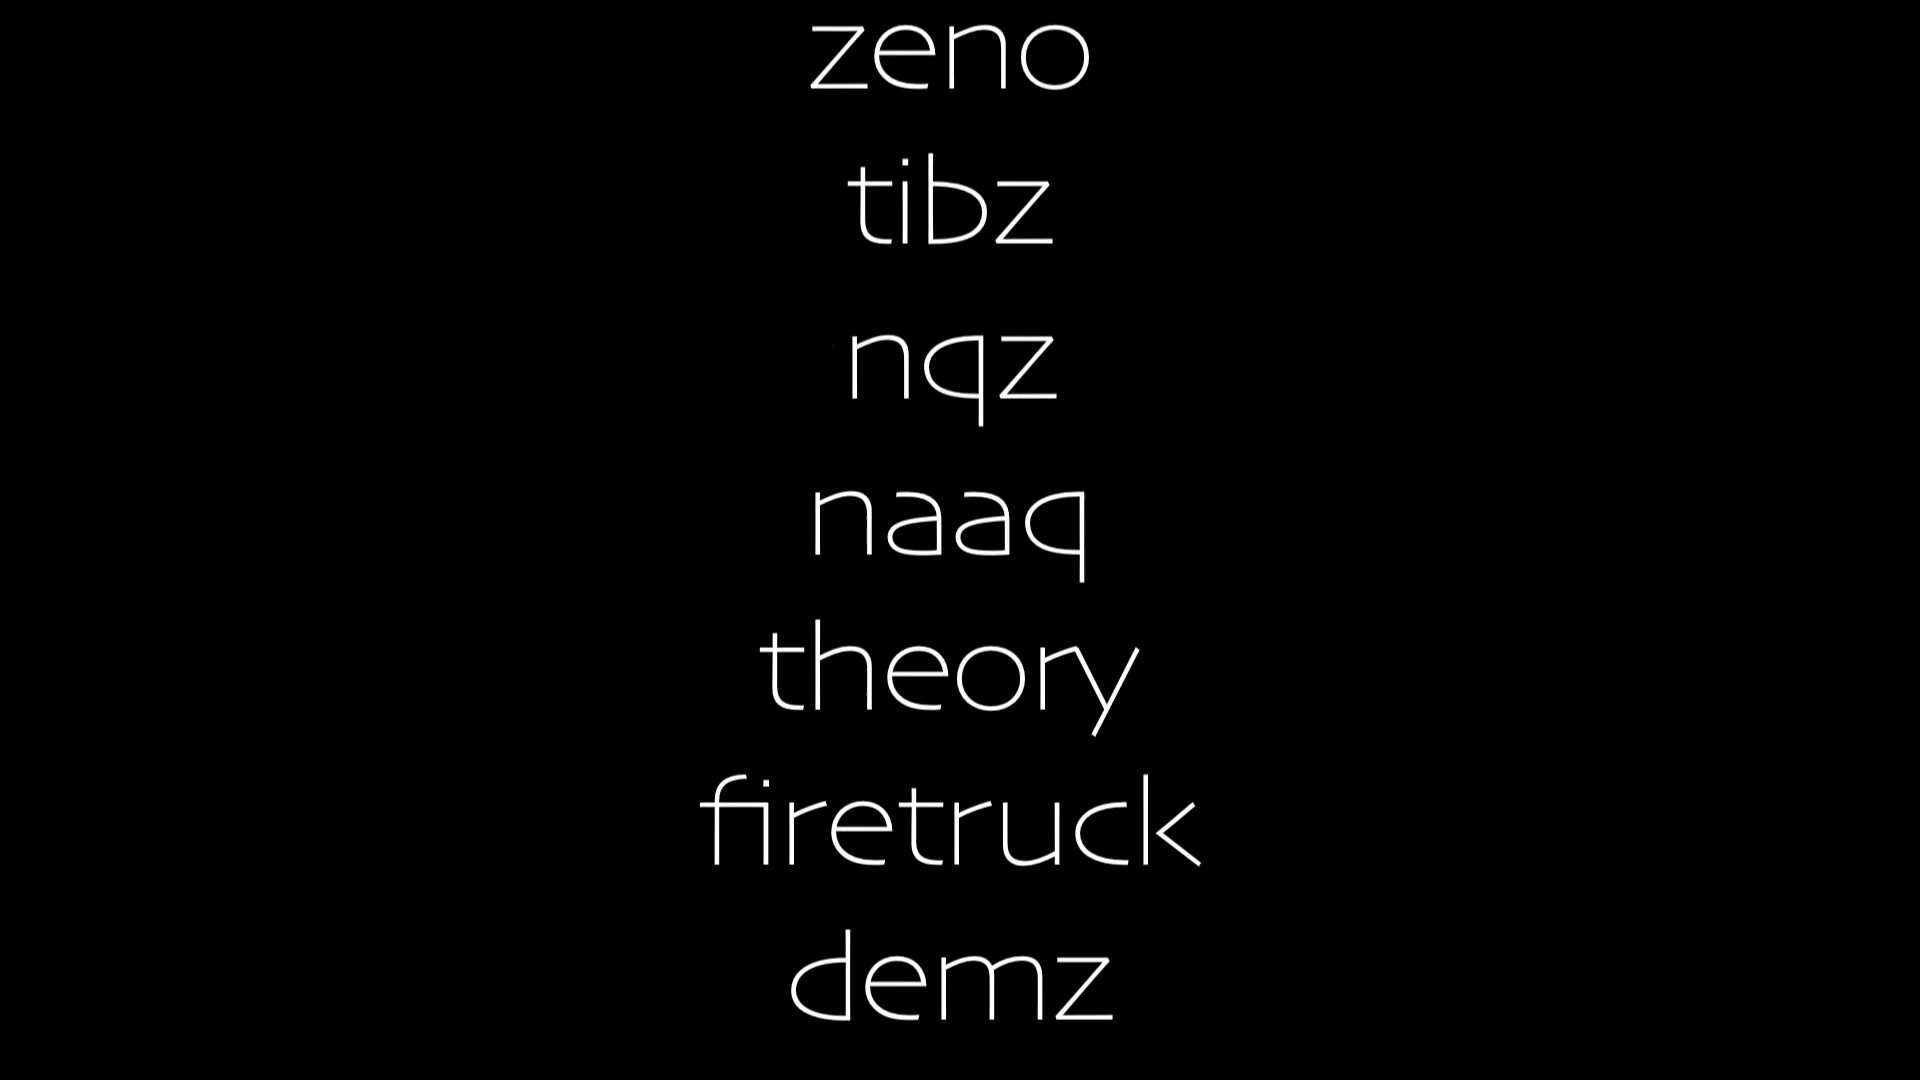 zeno
tibz
nqz
naaq
theory
firetruck
demz